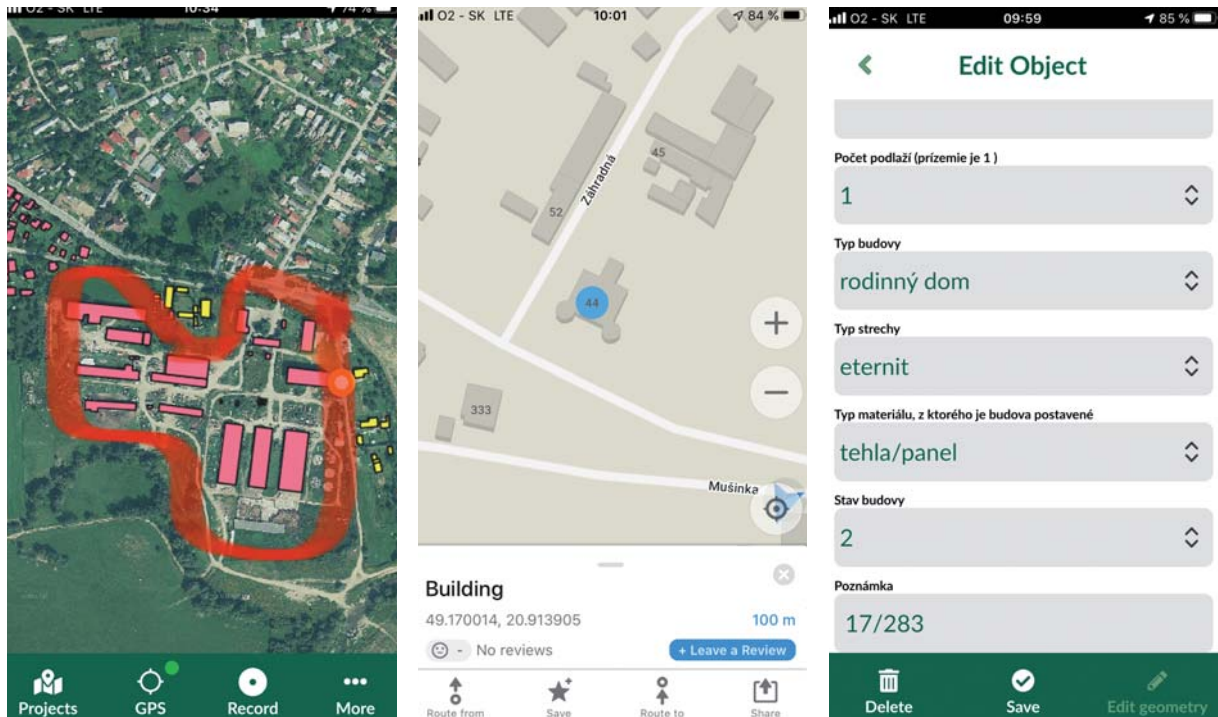 O2 - SK LTE 10:34 74 %
Projects GPS Record More
O2 - SK LTE 10:01 84 %
45
Záhradná
52
44
333
Mušinka
Building
49.170014, 20.913905 100 m
- No reviews + Leave a Review
Route from Save Route to Share
O2 - SK LTE 09:59 85 %
Edit Object
Počet podlaží (prízemie je 1 )
1
Typ budovy
rodinný dom
Typ strechy
eternit
Typ materiálu, z ktorého je budova postavené
tehla/panel
Stav budovy
2
Poznámka
17/283
Delete Save Edit geometry